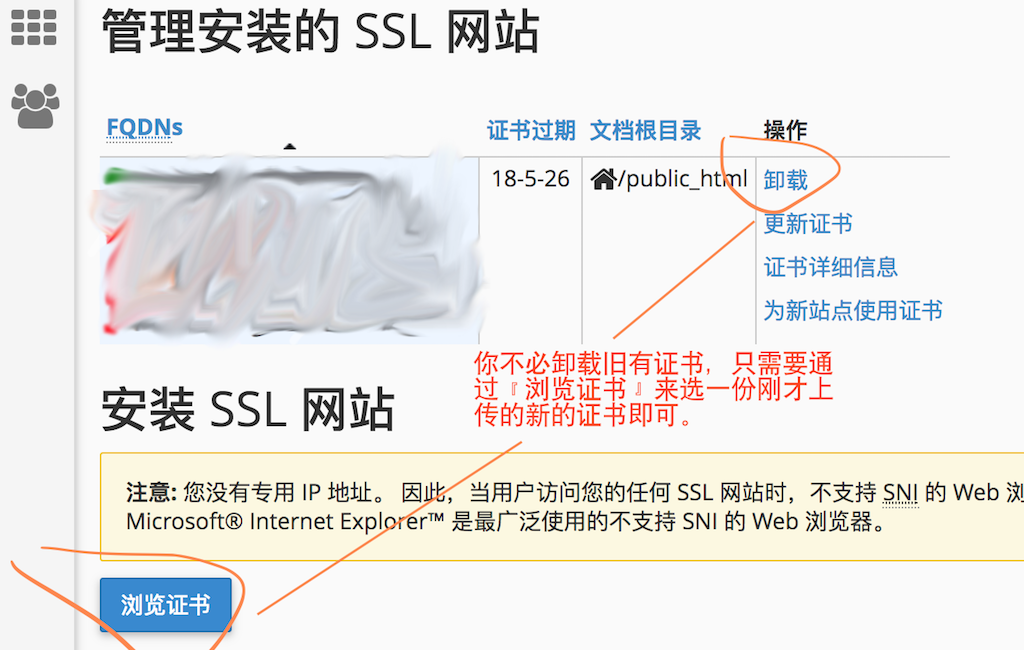 管理安装的 SSL 网站
FQDNs 证书过期 文档根目录 操作
18-5-26 /public_html 卸载
更新证书
证书详细信息
为新站点使用证书
你不必卸载旧有证书，只需要通
过『浏览证书』来选一份刚才上
传的新的证书即可。
安装 SSL 网站
注意: 您没有专用 IP 地址。 因此，当用户访问您的任何 SSL 网站时，不支持 SNI 的 Web 浏
Microsoft® Internet Explorer™ 是最广泛使用的不支持 SNI 的 Web 浏览器。
浏览证书